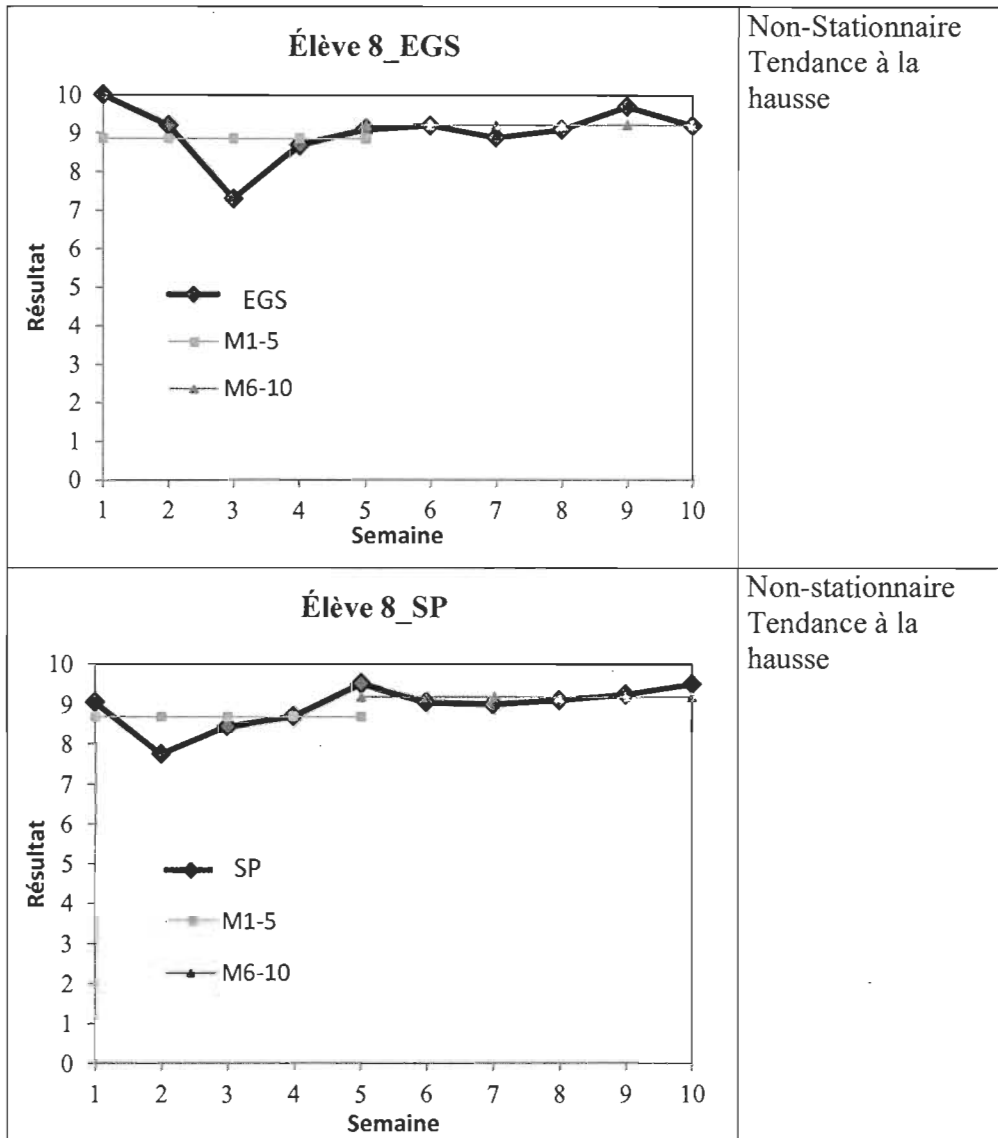 Élève 8_EGS
10
9
8
7
6
5
4
3
2
1
0
Résultat
EGS
M1-5
M6-10
1 2 3 4 5 6 7 8 9 10
Semaine
Non-Stationnaire
Tendance à la
hausse
Élève 8_SP
10
9
8
7
6
5
4
3
2
1
0
Résultat
SP
M1-5
M6-10
1 2 3 4 5 6 7 8 9 10
Semaine
Non-stationnaire
Tendance à la
hausse